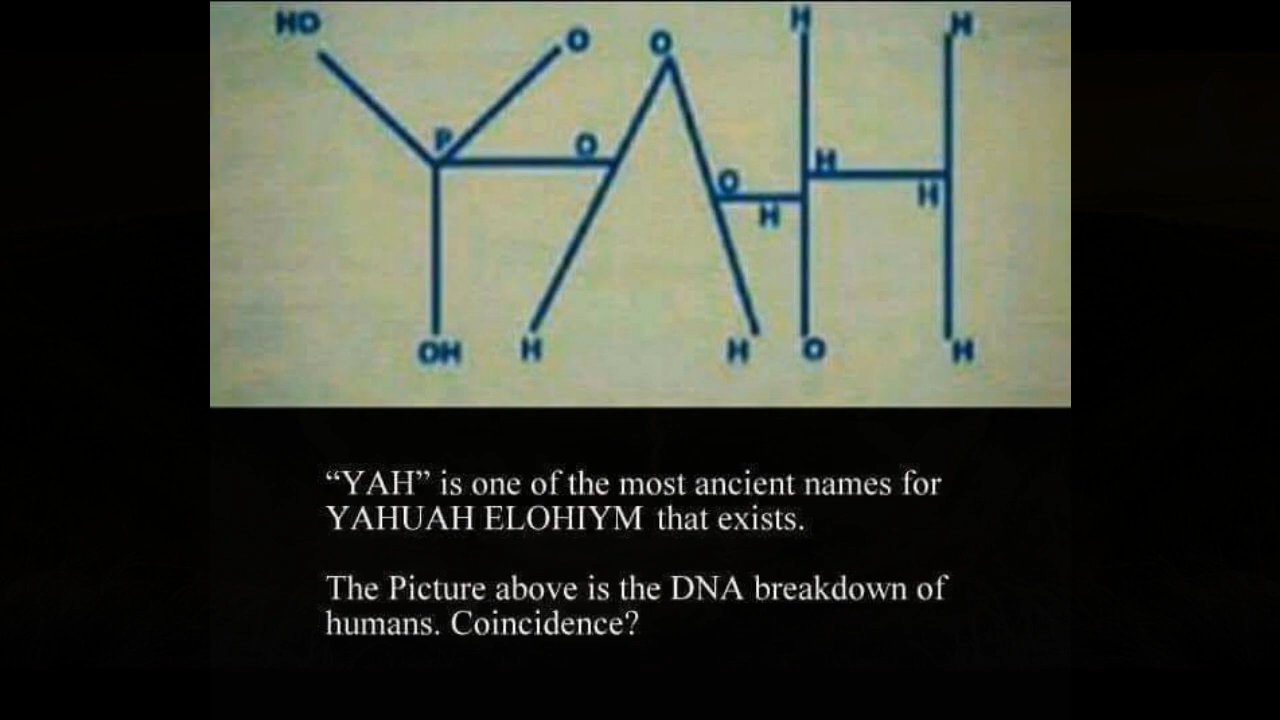 HO O O H H
P O O H
H H
OH H H O H
“YAH” is one of the most ancient names for
YAHUAH ELOHIYM that exists.
The Picture above is the DNA breakdown of
humans. Coincidence?